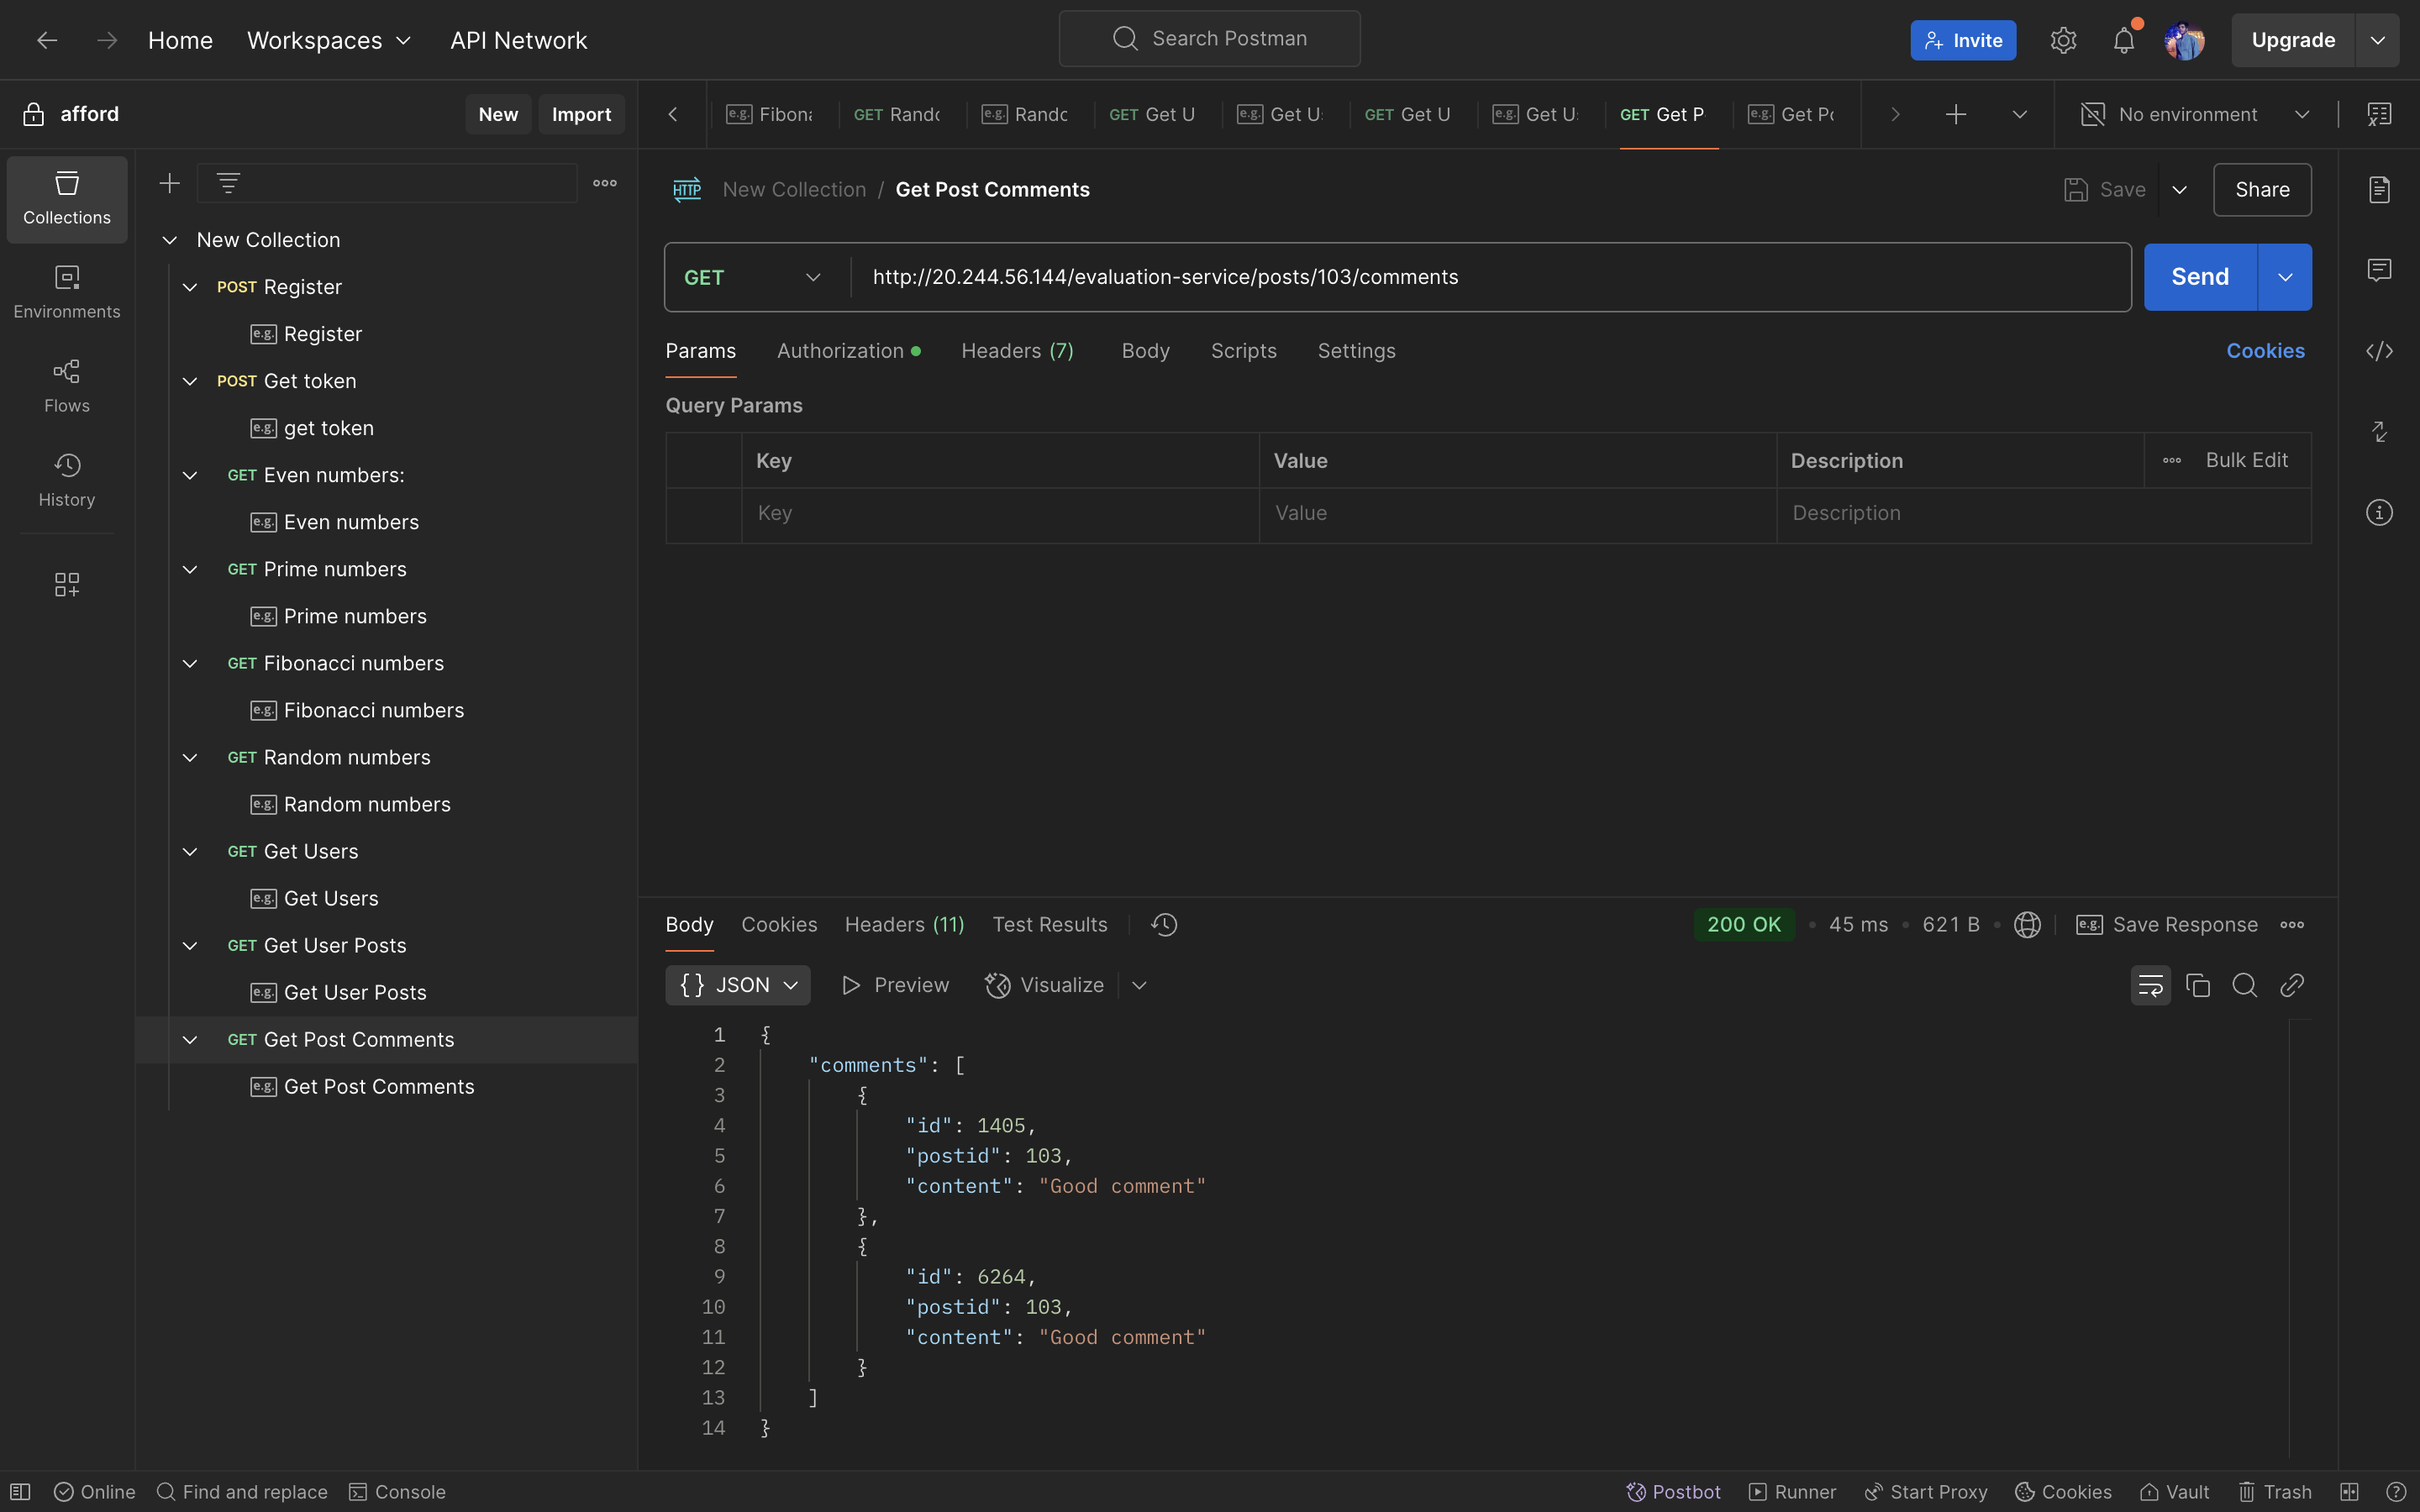 Home Workspaces API Network Search Postman Invite Upgrade
afford New Import
Fibona GET Rando e.g. Rando GET Get U e.g. Get U GET Get U e.g. Get U GET Get P e.g. Get Po No environment
Collections
Environments
Flows
History
New Collection
POST Register
e.g. Register
POST Get token
e.g. get token
GET Even numbers:
e.g. Even numbers
GET Prime numbers
e.g. Prime numbers
GET Fibonacci numbers
e.g. Fibonacci numbers
GET Random numbers
e.g. Random numbers
GET Get Users
e.g. Get Users
GET Get User Posts
e.g. Get User Posts
GET Get Post Comments
e.g. Get Post Comments
HTTP New Collection / Get Post Comments Save Share
GET http://20.244.56.144/evaluation-service/posts/103/comments Send
Params Authorization Headers (7) Body Scripts Settings Cookies
Query Params
Key Value Description Bulk Edit
Key Value Description
Body Cookies Headers (11) Test Results 200 OK 45 ms 621 B e.g. Save Response
{} JSON Preview Visualize
1 {
2 "comments": [
3 {
4 "id": 1405,
5 "postid": 103,
6 "content": "Good comment"
7 },
8 {
9 "id": 6264,
10 "postid": 103,
11 "content": "Good comment"
12 }
13 ]
14 }
Online Find and replace Console Postbot Runner Start Proxy Cookies Vault Trash